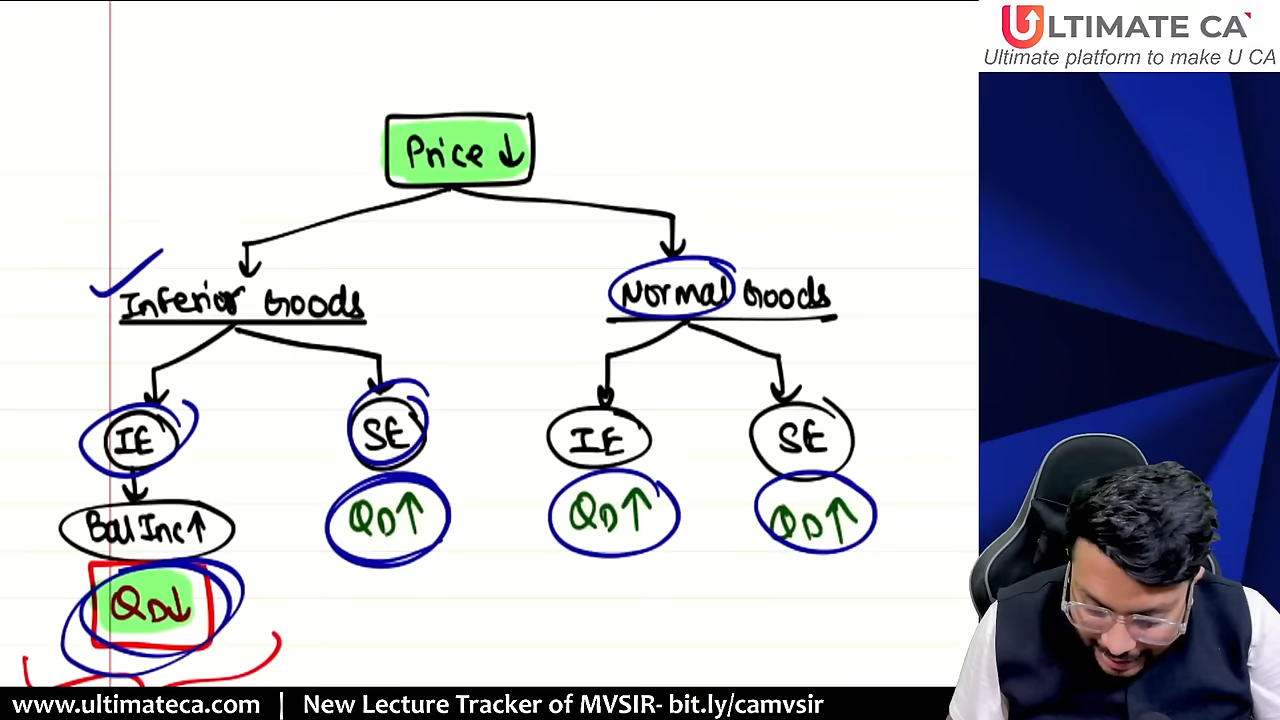 ULTIMATE CA
Ultimate platform to make U CA
Price ↓
Inferior Goods
Normal Goods
IE
SE
IE
SE
Bal Inc ↑
QD ↑
QD ↑
QD ↑
QD ↓
www.ultimateca.com | New Lecture Tracker of MVSIR- bit.ly/camvsir